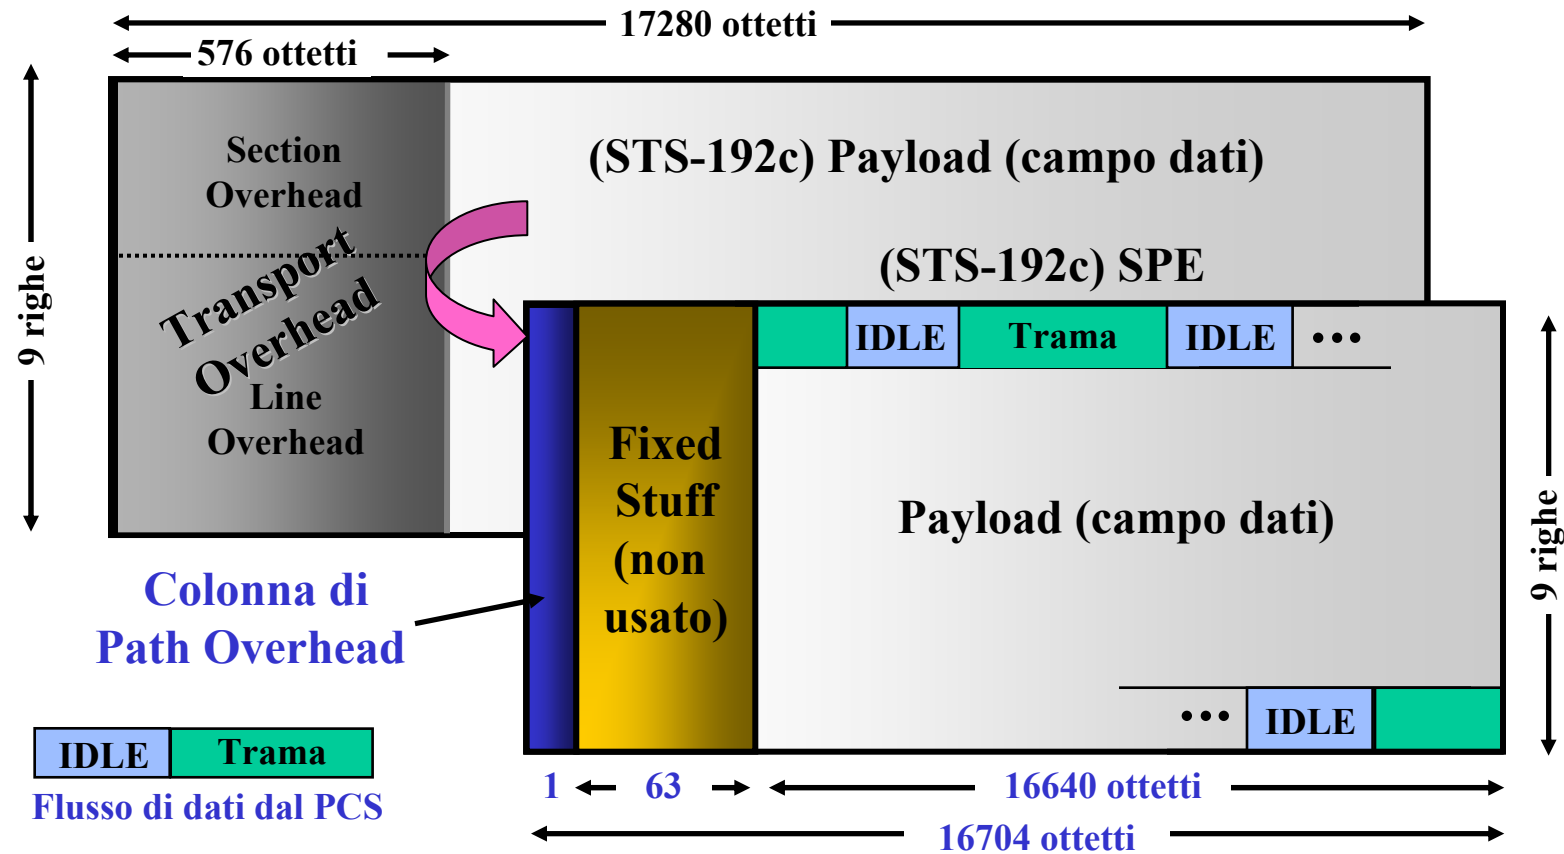 17280 ottetti
576 ottetti
9 righe
Section
Overhead
(STS-192c) Payload (campo dati)
Transport
Overhead
(STS-192c) SPE
Line
Overhead
IDLE
Trama
IDLE
•••
Fixed
Stuff
(non
usato)
Payload (campo dati)
9 righe
Colonna di
Path Overhead
•••
IDLE
IDLE
Trama
Flusso di dati dal PCS
1
63
16640 ottetti
16704 ottetti